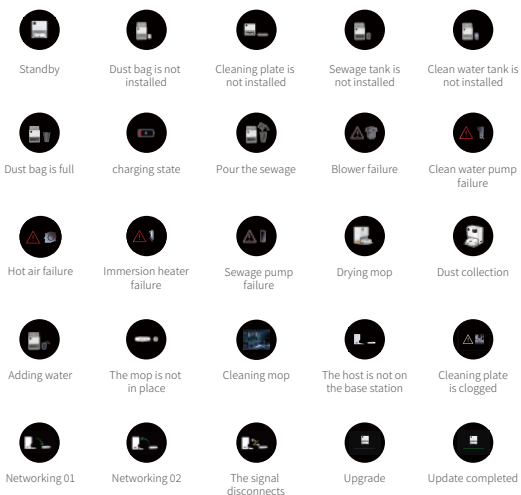 Standby
Dust bag is not
installed
Cleaning plate is
not installed
Sewage tank is
not installed
Clean water tank is
not installed
Dust bag is full
charging state
Pour the sewage
Blower failure
Clean water pump
failure
Hot air failure
Immersion heater
failure
Sewage pump
failure
Drying mop
Dust collection
Adding water
The mop is not
in place
Cleaning mop
The host is not on
the base station
Cleaning plate
is clogged
Networking 01
Networking 02
The signal
disconnects
Upgrade
Update completed